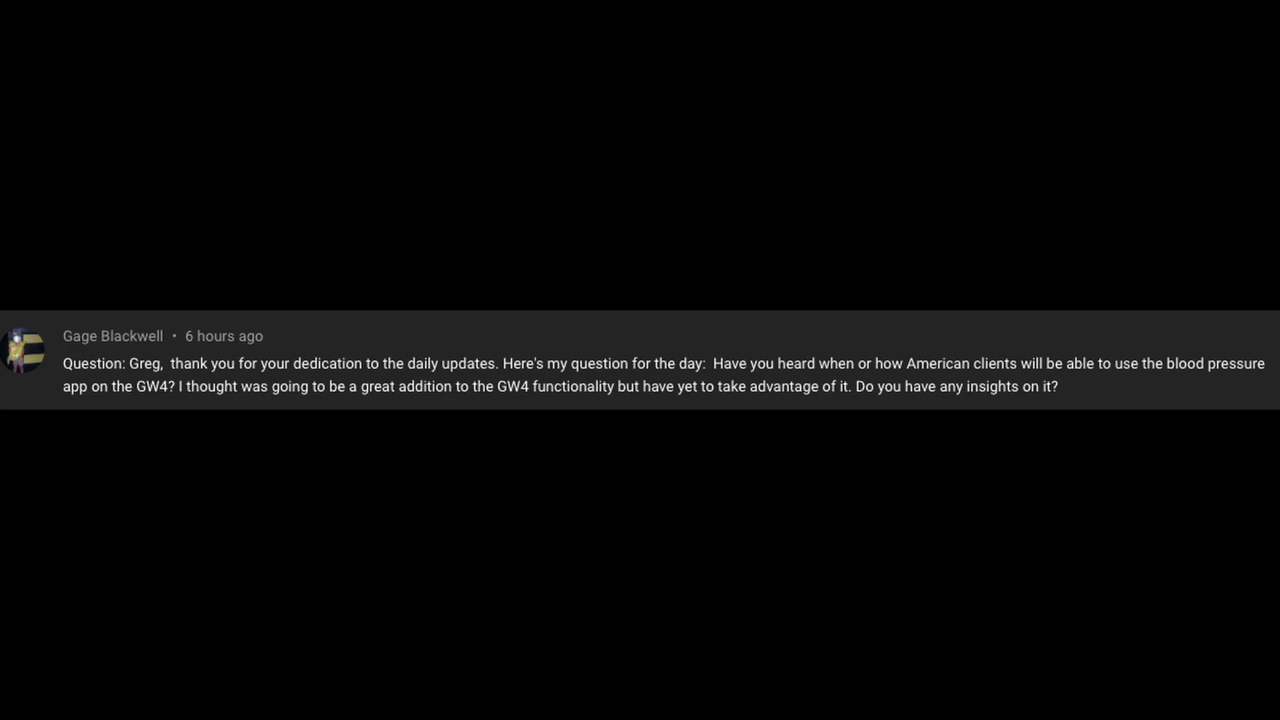 Gage Blackwell • 6 hours ago
Question: Greg,  thank you for your dedication to the daily updates. Here's my question for the day:  Have you heard when or how American clients will be able to use the blood pressure
app on the GW4? I thought was going to be a great addition to the GW4 functionality but have yet to take advantage of it. Do you have any insights on it?